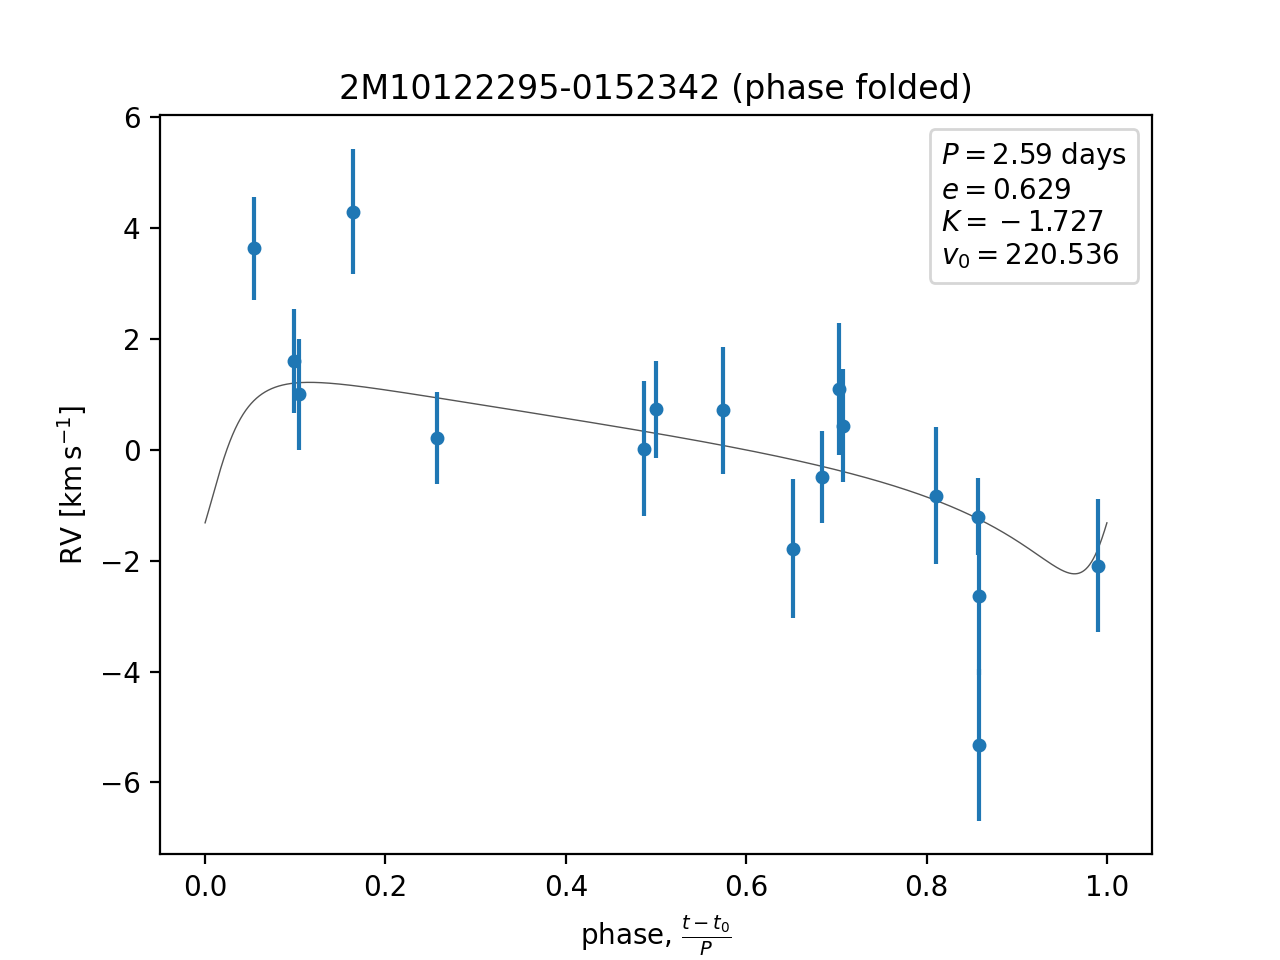 2M10122295-0152342 (phase folded)
P = 2.59 days
e = 0.629
K = −1.727
v₀ = 220.536
6
4
2
0
−2
−4
−6
RV [km s⁻¹]
0.0 0.2 0.4 0.6 0.8 1.0
phase, (t − t₀)/P